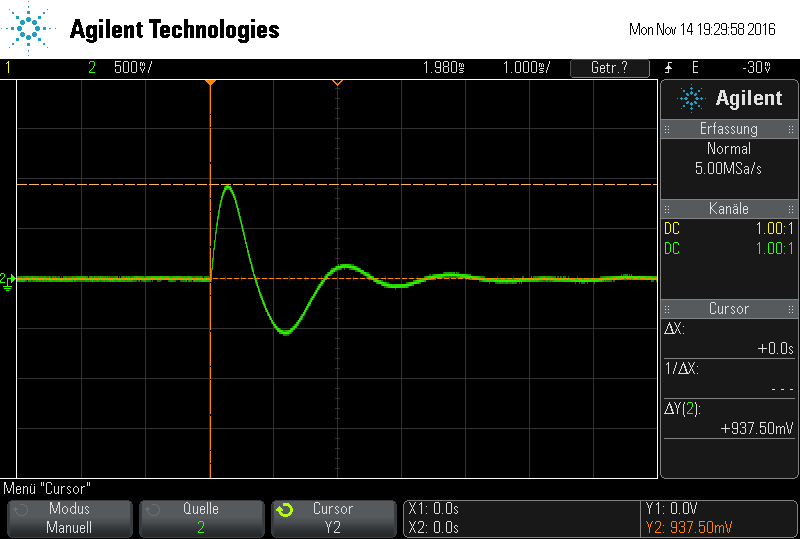 Agilent Technologies
Mon Nov 14 19:29:58 2016
1 2 500mV/ 1.980ms 1.000ms/ Getr.? E -30mV
Agilent
Erfassung
Normal
5.00MSa/s
Kanäle
DC 1.00:1
DC 1.00:1
Cursor
ΔX:
+0.0s
1/ΔX:
- - -
ΔY(2):
+937.50mV
2
Menü "Cursor"
Modus
Manuell
Quelle
2
Cursor
Y2
X1: 0.0s
X2: 0.0s
Y1: 0.0V
Y2: 937.50mV